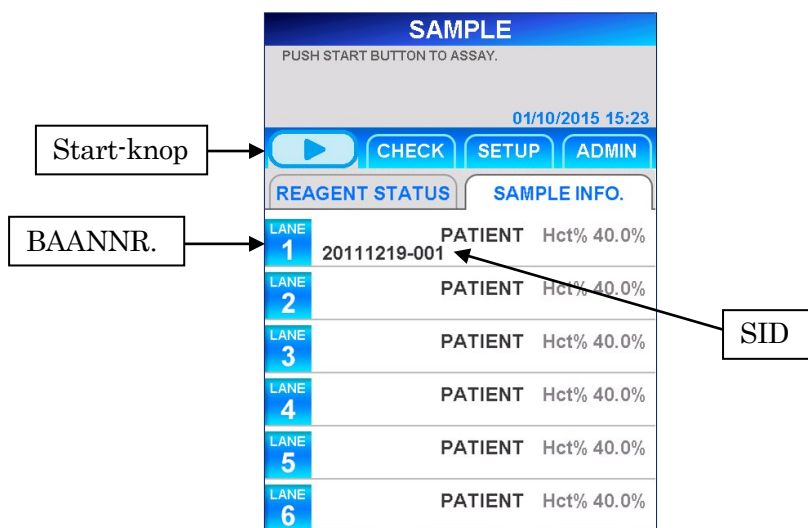 SAMPLE
PUSH START BUTTON TO ASSAY.
01/10/2015 15:23
Start-knop
CHECK SETUP ADMIN
REAGENT STATUS SAMPLE INFO.
BAANNR.
LANE 1 PATIENT Hct% 40.0%
20111219-001
LANE 2 PATIENT Hct% 40.0%
SID
LANE 3 PATIENT Hct% 40.0%
LANE 4 PATIENT Hct% 40.0%
LANE 5 PATIENT Hct% 40.0%
LANE 6 PATIENT Hct% 40.0%